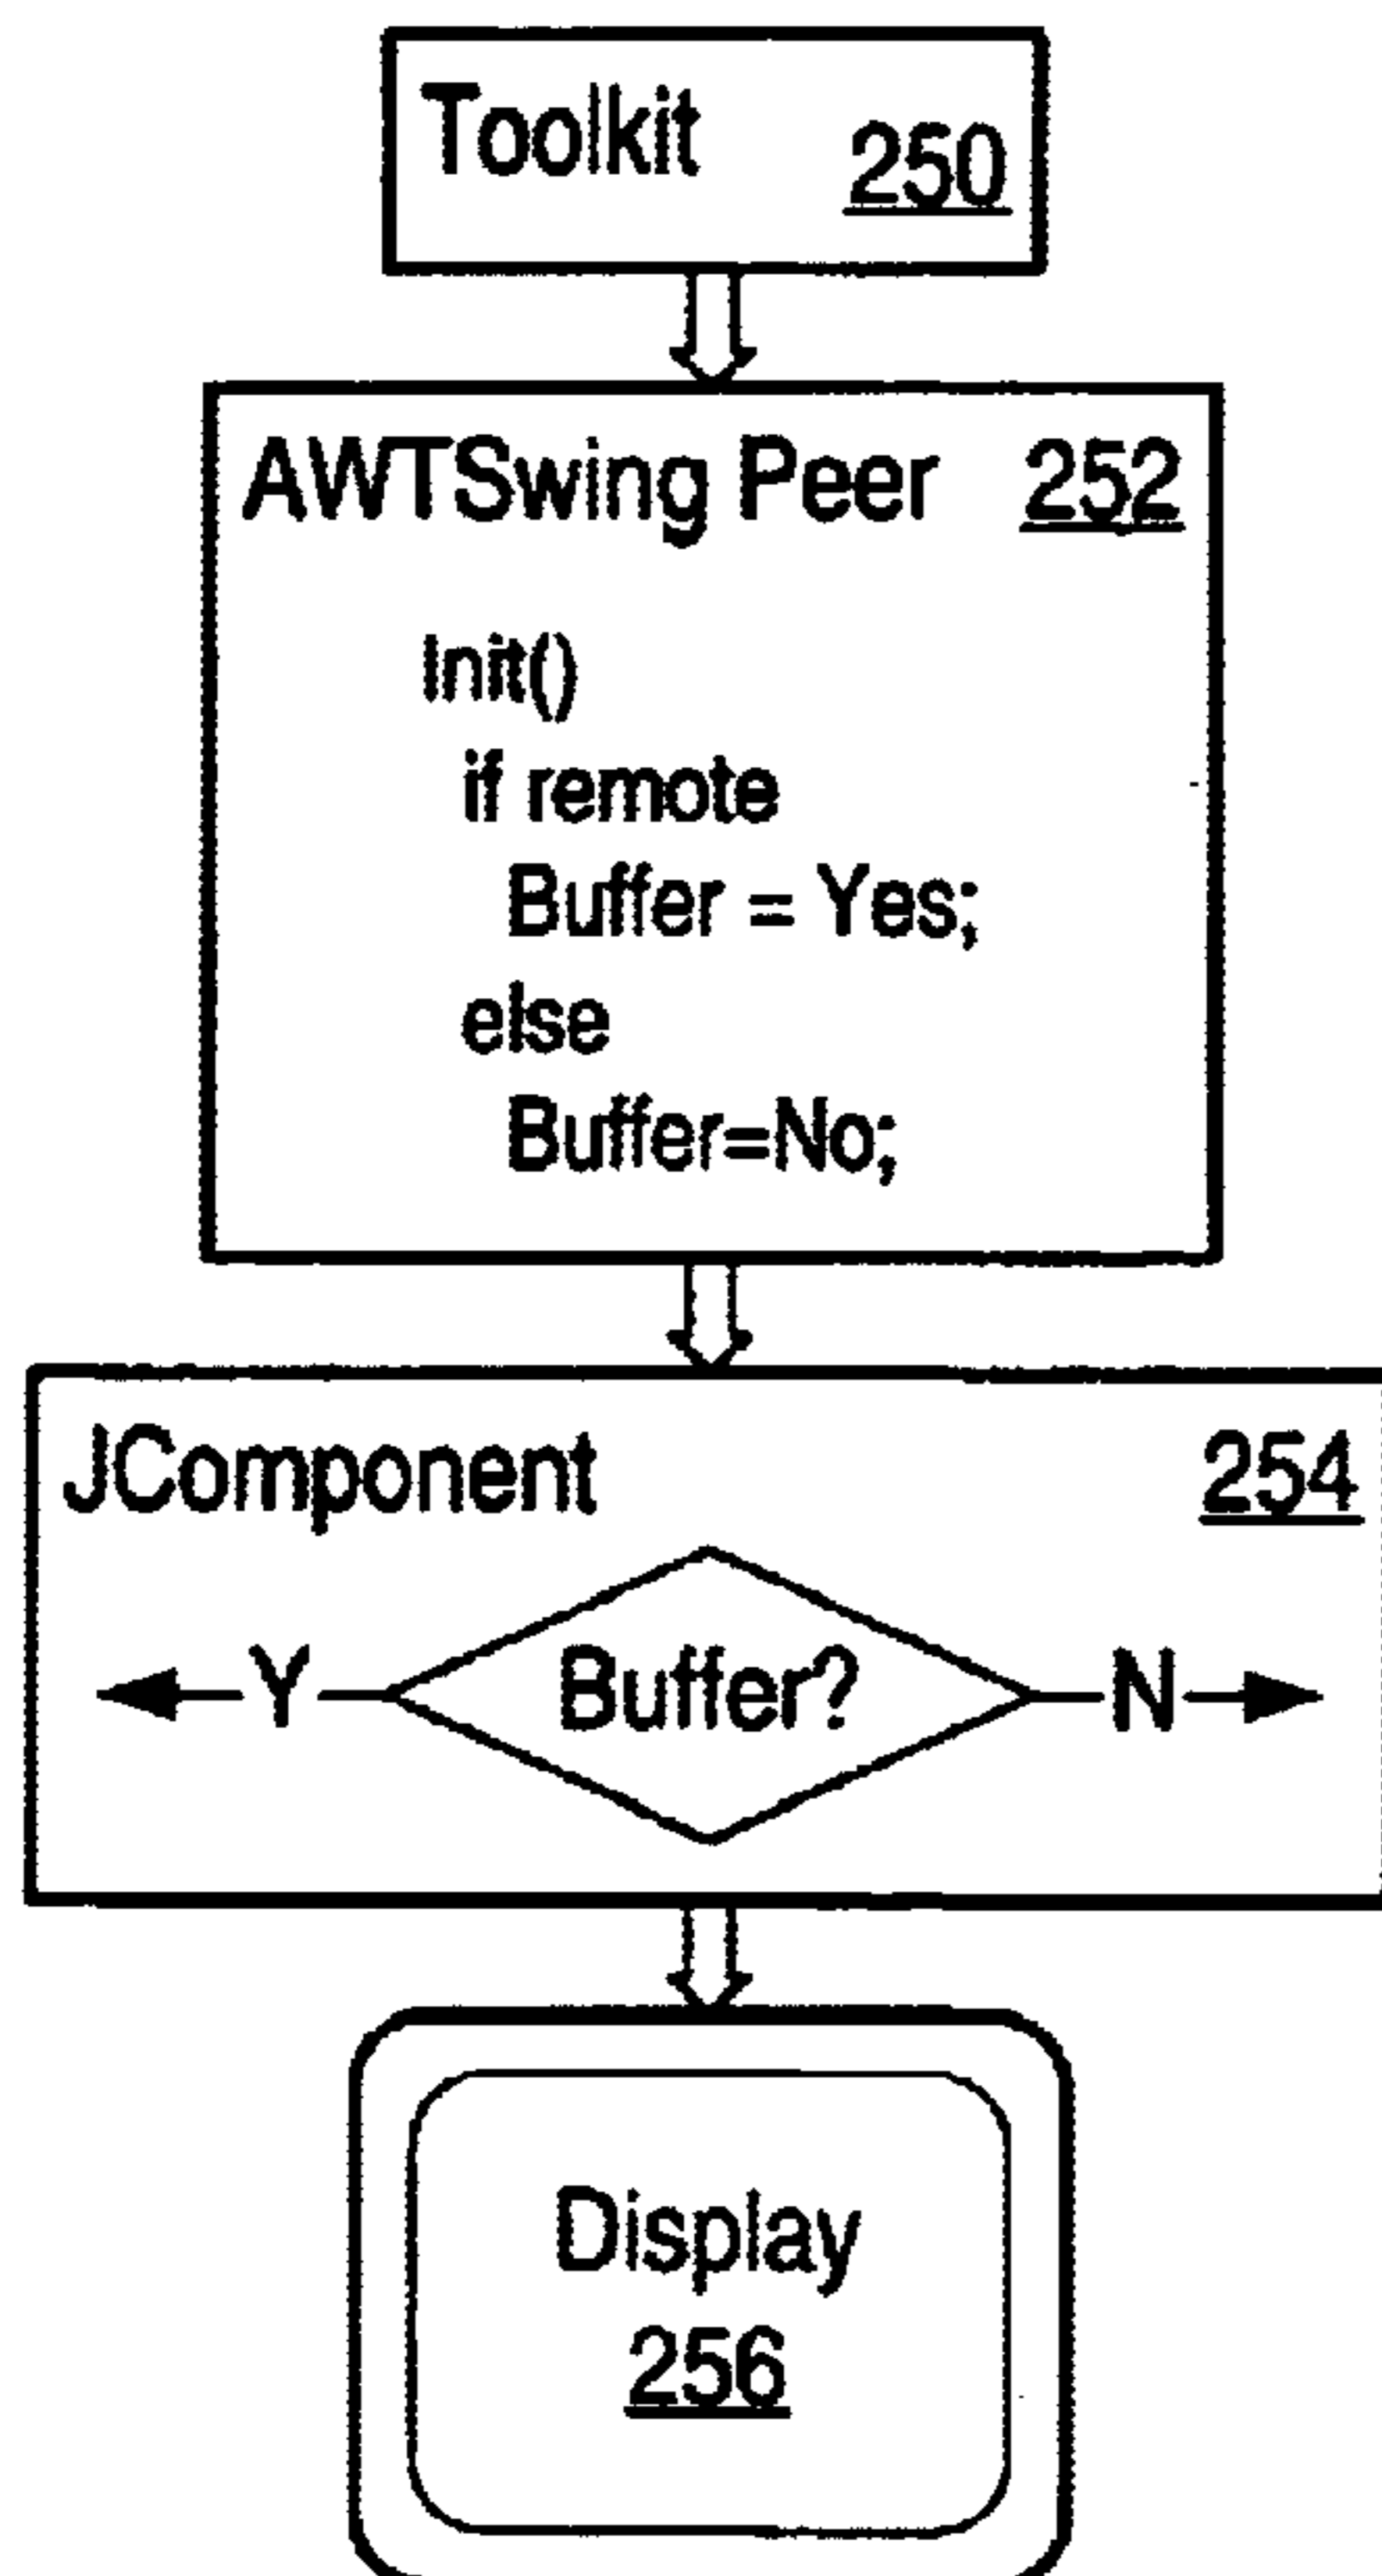 Toolkit 250
AWTSwing Peer 252
Init()
if remote
Buffer = Yes;
else
Buffer=No;
JComponent 254
Y Buffer? N
Display
256